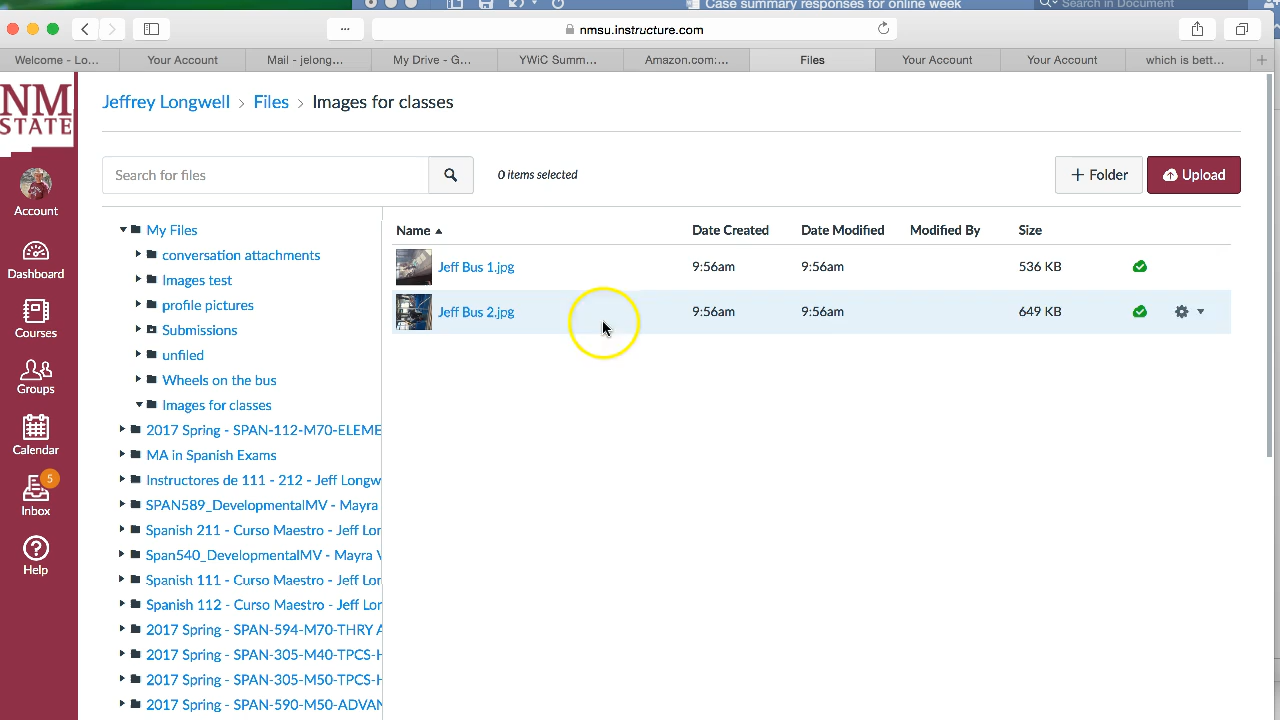 Case summary responses for online week
Search in Document
nmsu.instructure.com
Welcome - Lo...
Your Account
Mail - jelong...
My Drive - G...
YWiC Summ...
Amazon.com:...
Files
Your Account
Your Account
which is bett...
NM
STATE
Jeffrey Longwell > Files > Images for classes
Search for files
0 items selected
+ Folder
Upload
Account
Dashboard
Courses
Groups
Calendar
5
Inbox
Help
My Files
conversation attachments
Images test
profile pictures
Submissions
unfiled
Wheels on the bus
Images for classes
2017 Spring - SPAN-112-M70-ELEME
MA in Spanish Exams
Instructores de 111 - 212 - Jeff Longw
SPAN589_DevelopmentalMV - Mayra
Spanish 211 - Curso Maestro - Jeff Lor
Span540_DevelopmentalMV - Mayra V
Spanish 111 - Curso Maestro - Jeff Lor
Spanish 112 - Curso Maestro - Jeff Lor
2017 Spring - SPAN-594-M70-THRY A
2017 Spring - SPAN-305-M40-TPCS-H
2017 Spring - SPAN-305-M50-TPCS-H
2017 Spring - SPAN-590-M50-ADVAN
Name Date Created Date Modified Modified By Size
Jeff Bus 1.jpg 9:56am 9:56am 536 KB
Jeff Bus 2.jpg 9:56am 9:56am 649 KB